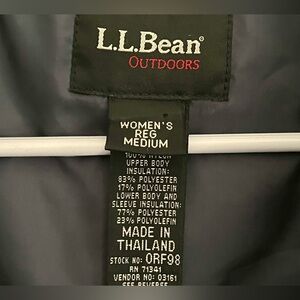 L.L.Bean®
OUTDOORS
WOMEN'S
REG
MEDIUM
100% NYLON
UPPER BODY
INSULATION:
83% POLYESTER
17% POLYOLEFIN
LOWER BODY AND
SLEEVE INSULATION:
77% POLYESTER
23% POLYOLEFIN
MADE IN
THAILAND
STOCK NO: ORF98
RN 71341
VENDOR NO: 03161
SEE REVERSE